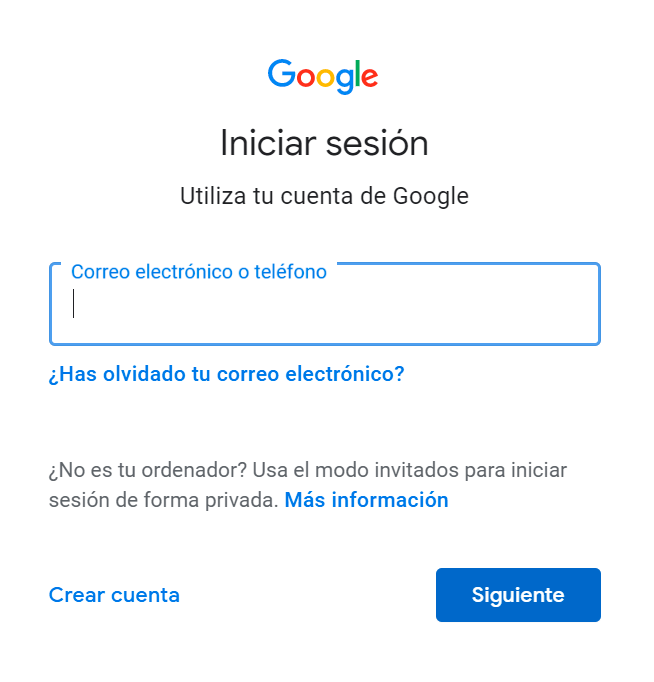 Google
Iniciar sesión
Utiliza tu cuenta de Google
Correo electrónico o teléfono
¿Has olvidado tu correo electrónico?
¿No es tu ordenador? Usa el modo invitados para iniciar
sesión de forma privada. Más información
Crear cuenta
Siguiente